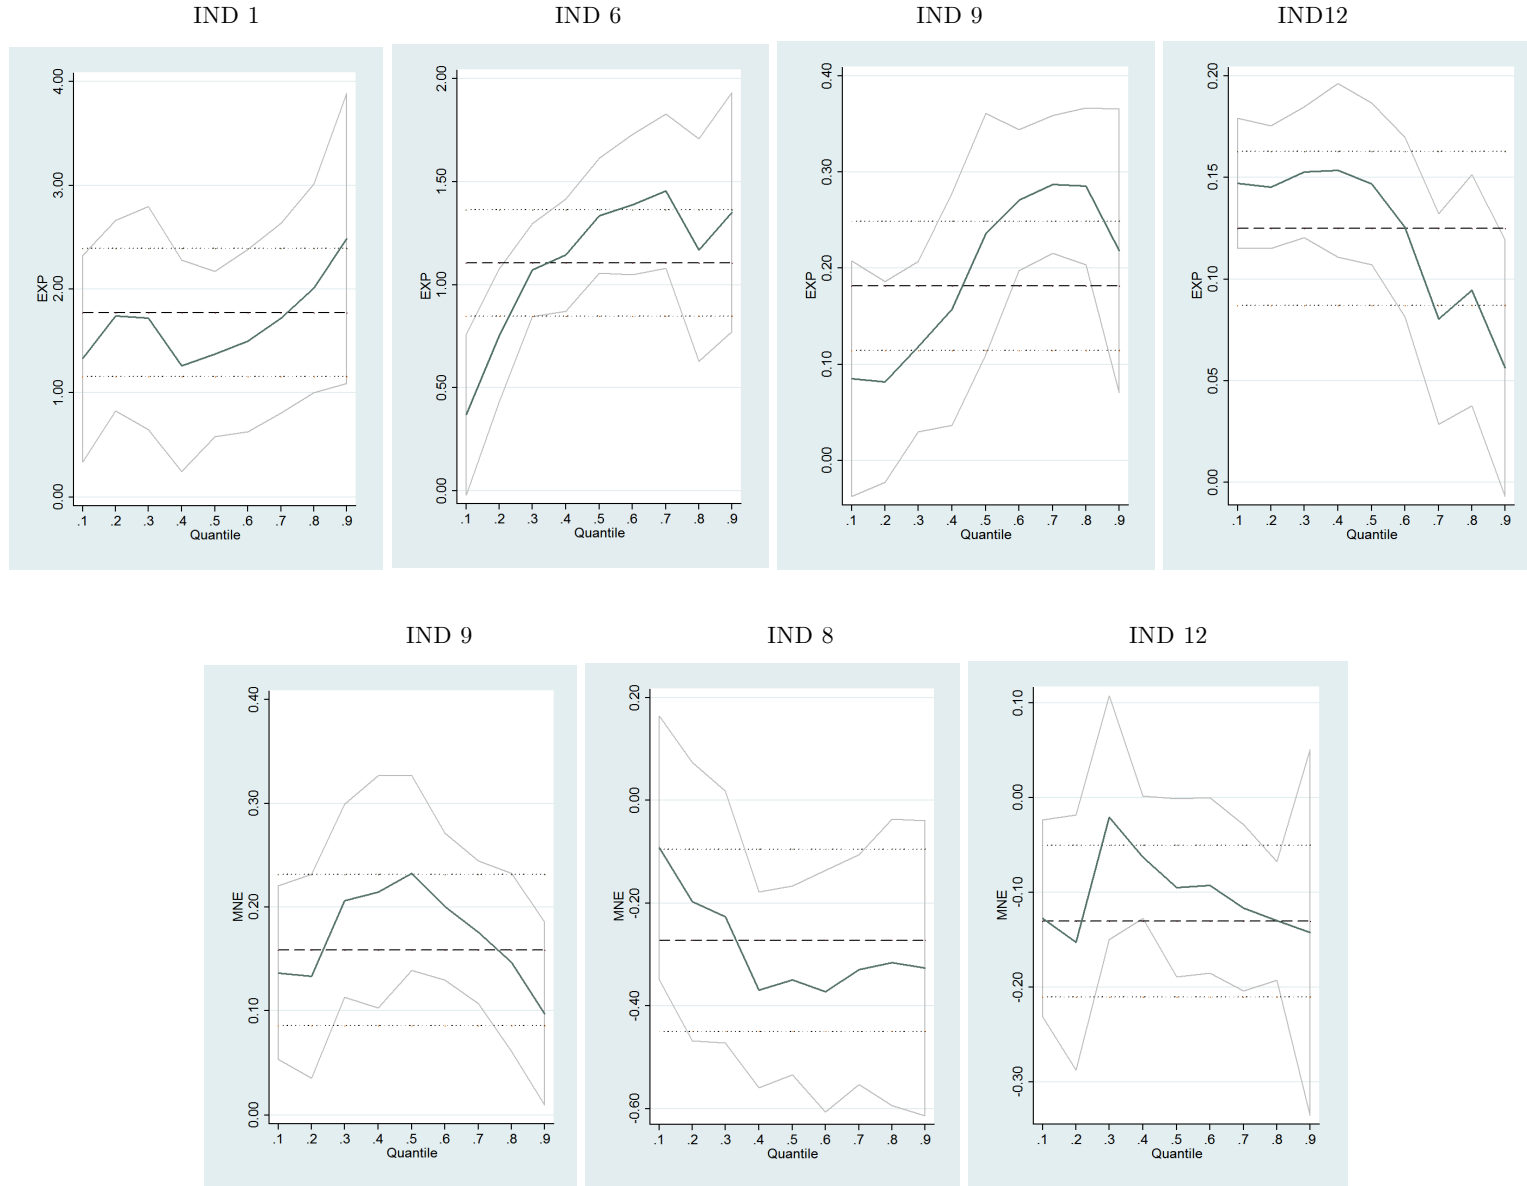 IND 1
IND 6
IND 9
IND12
EXP
4.00
3.00
2.00
1.00
0.00
.1 .2 .3 .4 .5 .6 .7 .8 .9
Quantile
EXP
2.00
1.50
1.00
0.50
0.00
.1 .2 .3 .4 .5 .6 .7 .8 .9
Quantile
EXP
0.40
0.30
0.20
0.10
0.00
.1 .2 .3 .4 .5 .6 .7 .8 .9
Quantile
EXP
0.20
0.15
0.10
0.05
0.00
.1 .2 .3 .4 .5 .6 .7 .8 .9
Quantile
IND 9
IND 8
IND 12
MNE
0.40
0.30
0.20
0.10
0.00
.1 .2 .3 .4 .5 .6 .7 .8 .9
Quantile
MNE
0.20
0.00
-0.20
-0.40
-0.60
.1 .2 .3 .4 .5 .6 .7 .8 .9
Quantile
MNE
0.10
0.00
-0.10
-0.20
-0.30
.1 .2 .3 .4 .5 .6 .7 .8 .9
Quantile